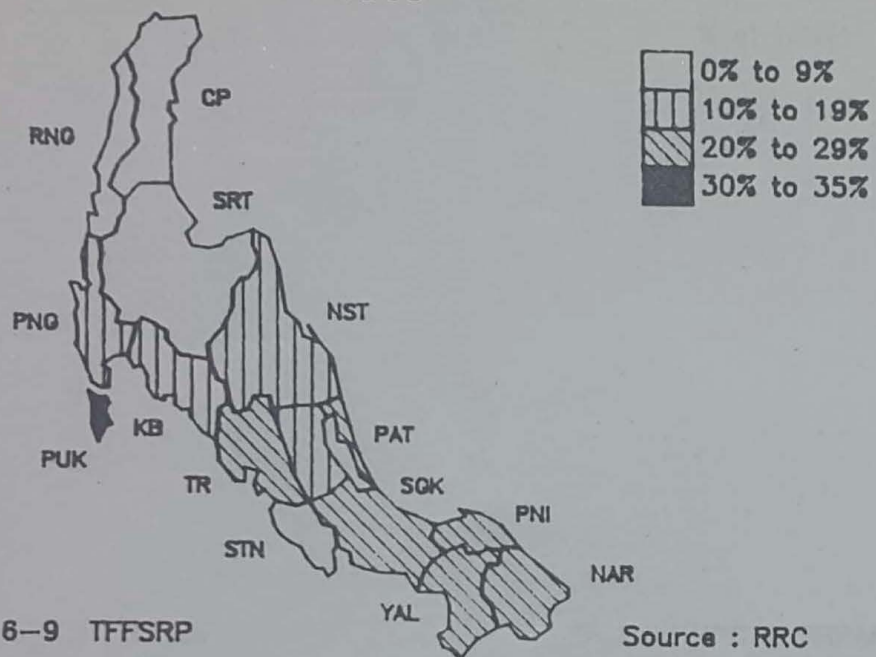 0% to 9%
10% to 19%
20% to 29%
30% to 35%
CP
RNG
SRT
PNG
NST
KB
PUK
PAT
TR
SGK
PNI
STN
NAR
YAL
6-9 TFFSRP
Source : RRC